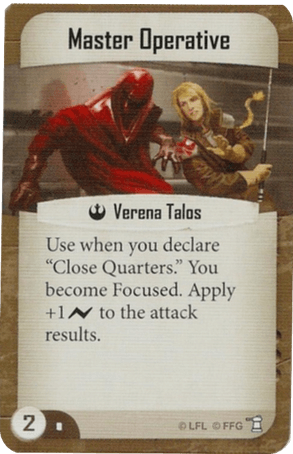 Master Operative
Verena Talos
Use when you declare
“Close Quarters.” You
become Focused. Apply
+1 to the attack
results.
2
© LFL © FFG